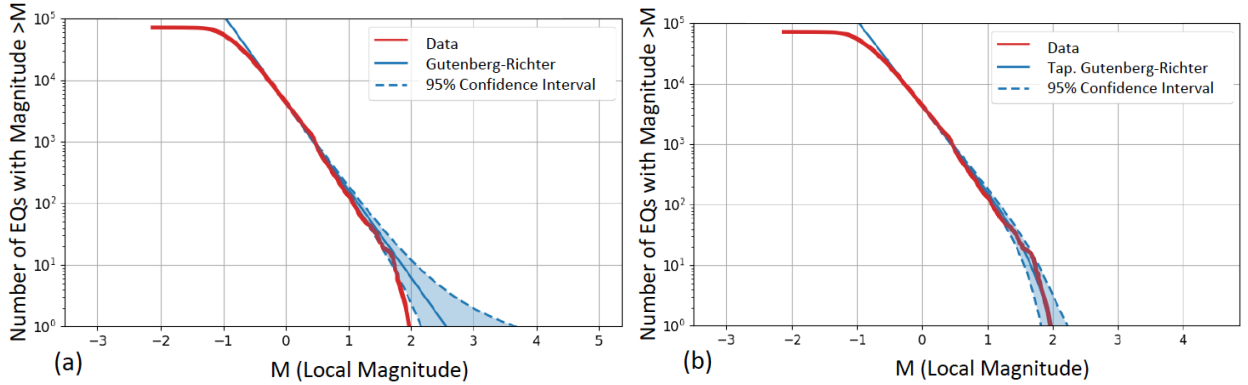 Number of EQs with Magnitude >M
10^5
10^4
10^3
10^2
10^1
10^0
Data
Gutenberg-Richter
95% Confidence Interval
−3 −2 −1 0 1 2 3 4 5
(a)
M (Local Magnitude)
Number of EQs with Magnitude >M
10^5
10^4
10^3
10^2
10^1
10^0
Data
Tap. Gutenberg-Richter
95% Confidence Interval
−3 −2 −1 0 1 2 3 4
(b)
M (Local Magnitude)